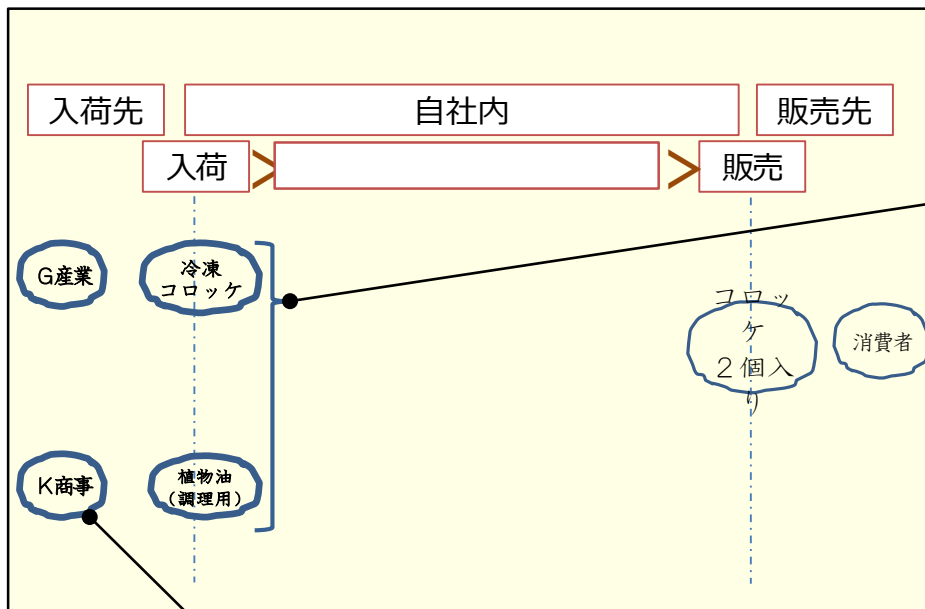 入荷先
自社内
販売先
入荷
販売
G産業
冷凍
コロッケ
コロッ
ケ
２個入
り
消費者
K商事
植物油
（調理用）